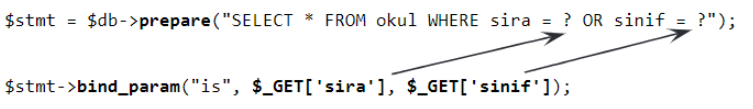 $stmt = $db->prepare("SELECT * FROM okul WHERE sira = ? OR sinif = ?");
$stmt->bind_param("is", $_GET['sira'], $_GET['sinif']);